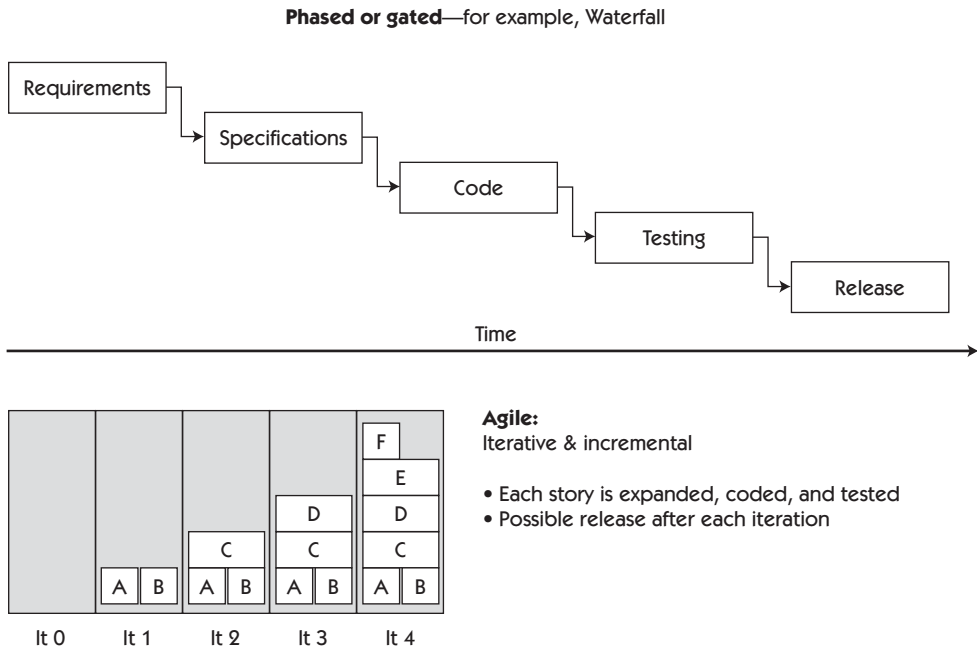 Phased or gated—for example, Waterfall
Requirements
Specifications
Code
Testing
Release
Time
Agile:
Iterative & incremental
• Each story is expanded, coded, and tested
• Possible release after each iteration
F
E
D D
C C C
A B A B A B A B
It 0 It 1 It 2 It 3 It 4